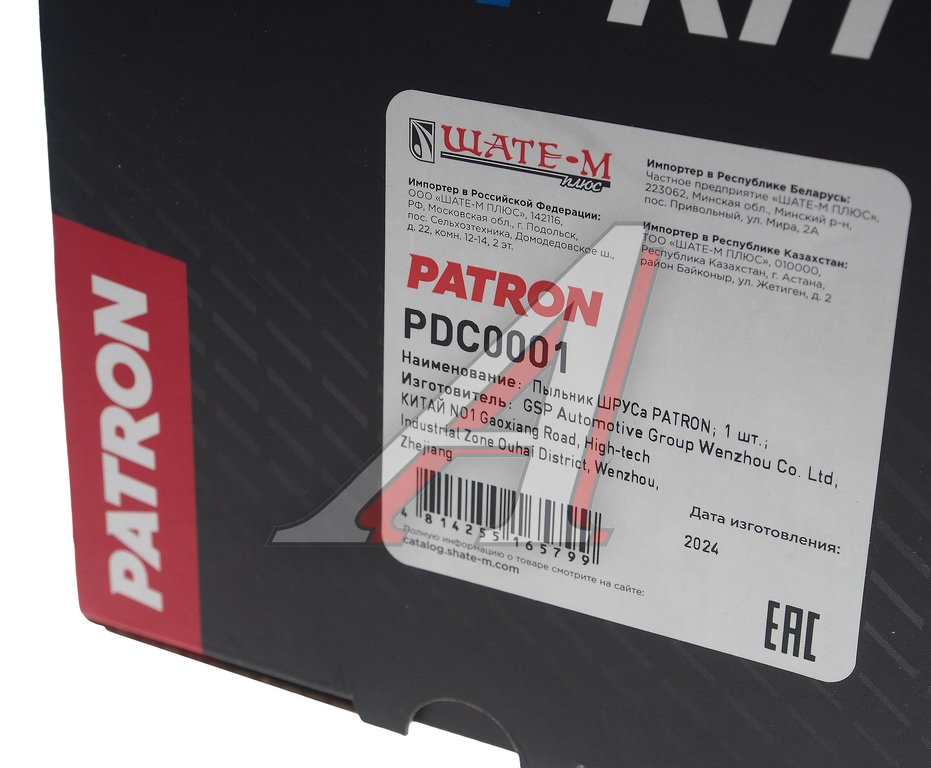 KIT
ШАТЕ-М
плюс
Импортер в Российской Федерации:
ООО «ШАТЕ-М ПЛЮС», 142116,
РФ, Московская обл., г. Подольск,
пос. Сельхозтехника, Домодедовское ш.,
д. 22, комн. 12-14, 2 эт.
Импортер в Республике Беларусь:
Частное предприятие «ШАТЕ-М ПЛЮС»,
223062, Минская обл., Минский р-н,
пос. Привольный, ул. Мира, 2А
Импортер в Республике Казахстан:
ТОО «ШАТЕ-М ПЛЮС», 010000,
Республика Казахстан, г. Астана,
район Байконыр, ул. Жетиген, д. 2
PATRON
PDC0001
Наименование: Пыльник ШРУСа PATRON; 1 шт.;
Изготовитель: GSP Automotive Group Wenzhou Co. Ltd,
КИТАЙ NO1 Gaoxiang Road, High-tech
Industrial Zone Ouhai District, Wenzhou,
Zhejiang
4 814255 165799
Дата изготовления:
2024
Полную информацию о товаре смотрите на сайте:
catalog.shate-m.com
EAC
PATRON